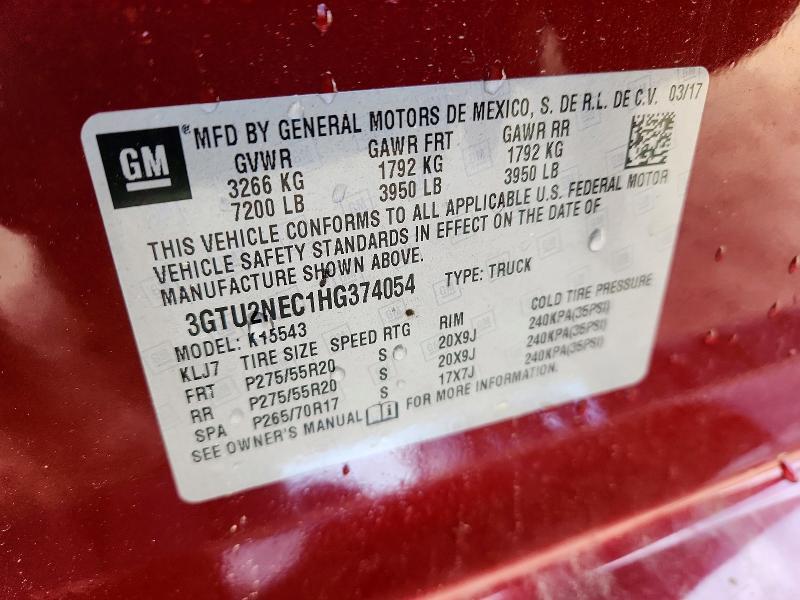 GM
® MFD BY GENERAL MOTORS DE MEXICO, S. DE R.L. DE C.V. 03/17
GVWR GAWR FRT GAWR RR
3266 KG 1792 KG 1792 KG
7200 LB 3950 LB 3950 LB
THIS VEHICLE CONFORMS TO ALL APPLICABLE U.S. FEDERAL MOTOR
VEHICLE SAFETY STANDARDS IN EFFECT ON THE DATE OF
MANUFACTURE SHOWN ABOVE.
3GTU2NEC1HG374054 TYPE: TRUCK
MODEL: K15543
KLJ7 TIRE SIZE SPEED RTG RIM COLD TIRE PRESSURE
FRT P275/55R20 S 20X9J 240KPA(35PSI)
RR P275/55R20 S 20X9J 240KPA(35PSI)
SPA P265/70R17 S 17X7J 240KPA(35PSI)
SEE OWNER'S MANUAL i FOR MORE INFORMATION.